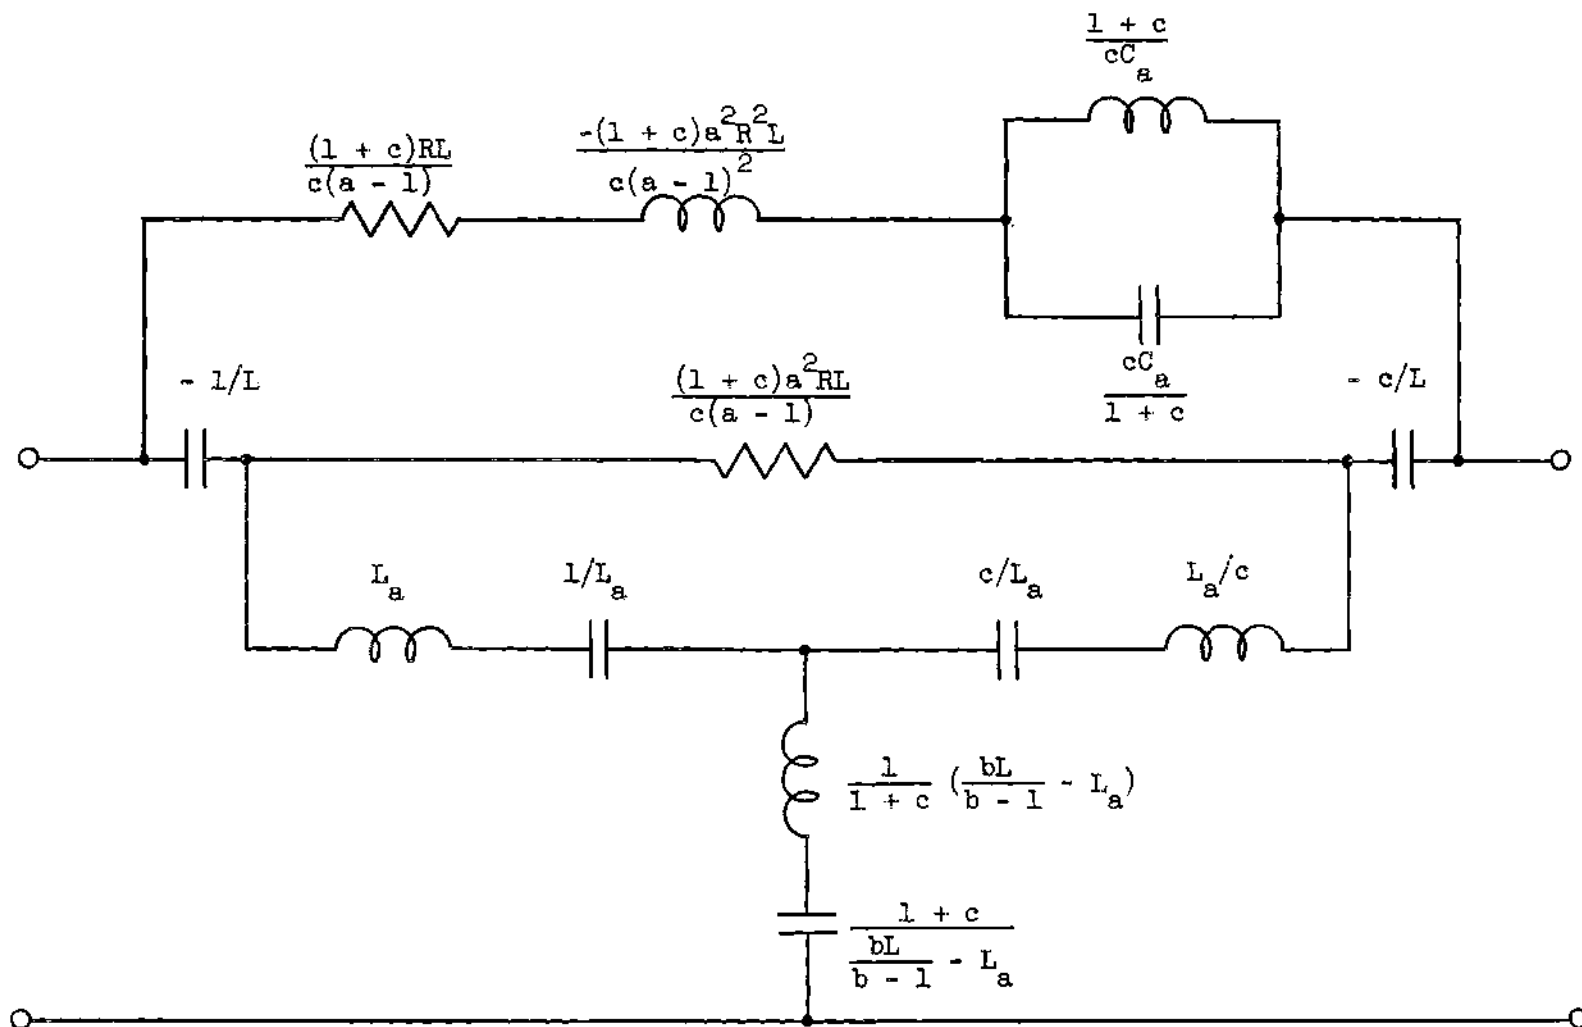 1 + c
cC_a
(1 + c)RL
c(a - 1)
-(1 + c)a²R²L
c(a - 1)²
cC_a
1 + c
- 1/L
(1 + c)a²RL
c(a - 1)
- c/L
L_a
1/L_a
c/L_a
L_a/c
1
1 + c
(bL
b - 1
- L_a)
1 + c
bL
b - 1
- L_a